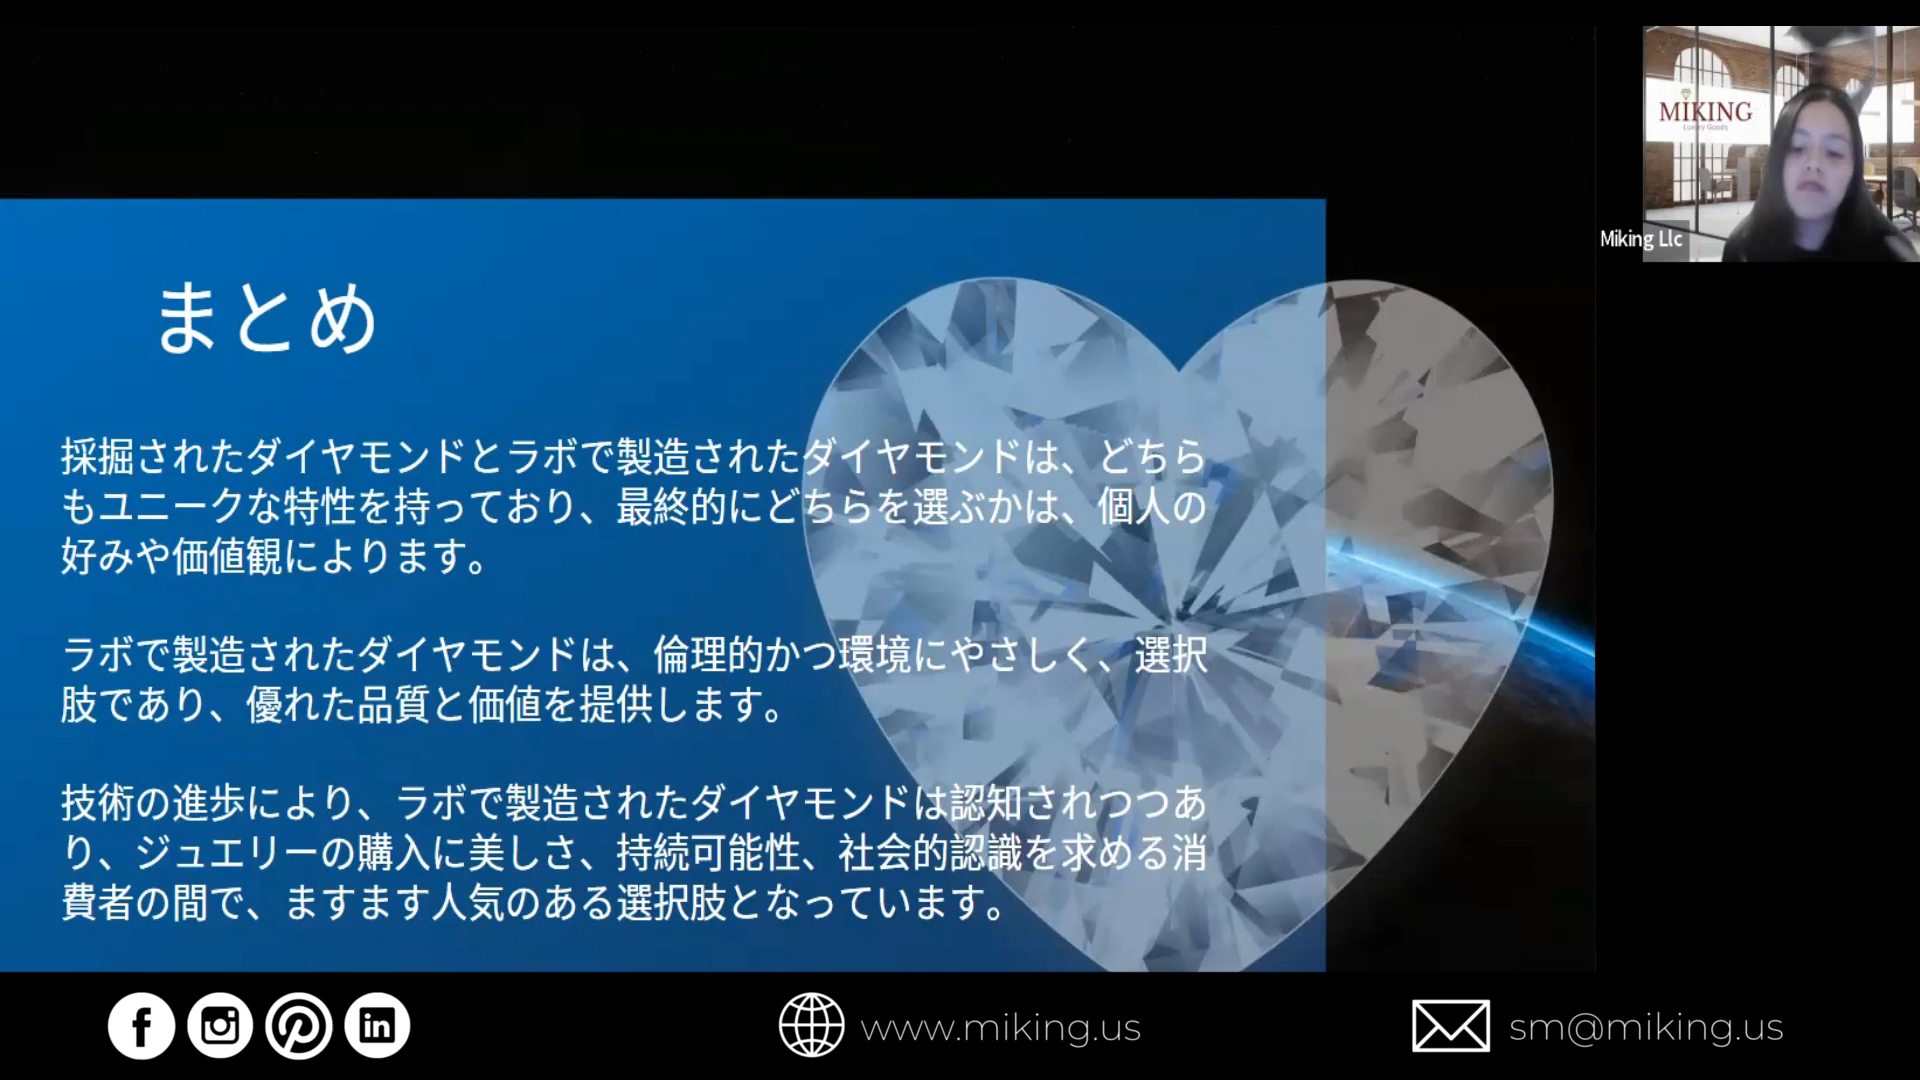 MIKING
Luxury Goods
Miking Llc
まとめ
採掘されたダイヤモンドとラボで製造されたダイヤモンドは、どちら
もユニークな特性を持っており、最終的にどちらを選ぶかは、個人の
好みや価値観によります。
ラボで製造されたダイヤモンドは、倫理的かつ環境にやさしく、選択
肢であり、優れた品質と価値を提供します。
技術の進歩により、ラボで製造されたダイヤモンドは認知されつつあ
り、ジュエリーの購入に美しさ、持続可能性、社会的認識を求める消
費者の間で、ますます人気のある選択肢となっています。
www.miking.us
sm@miking.us